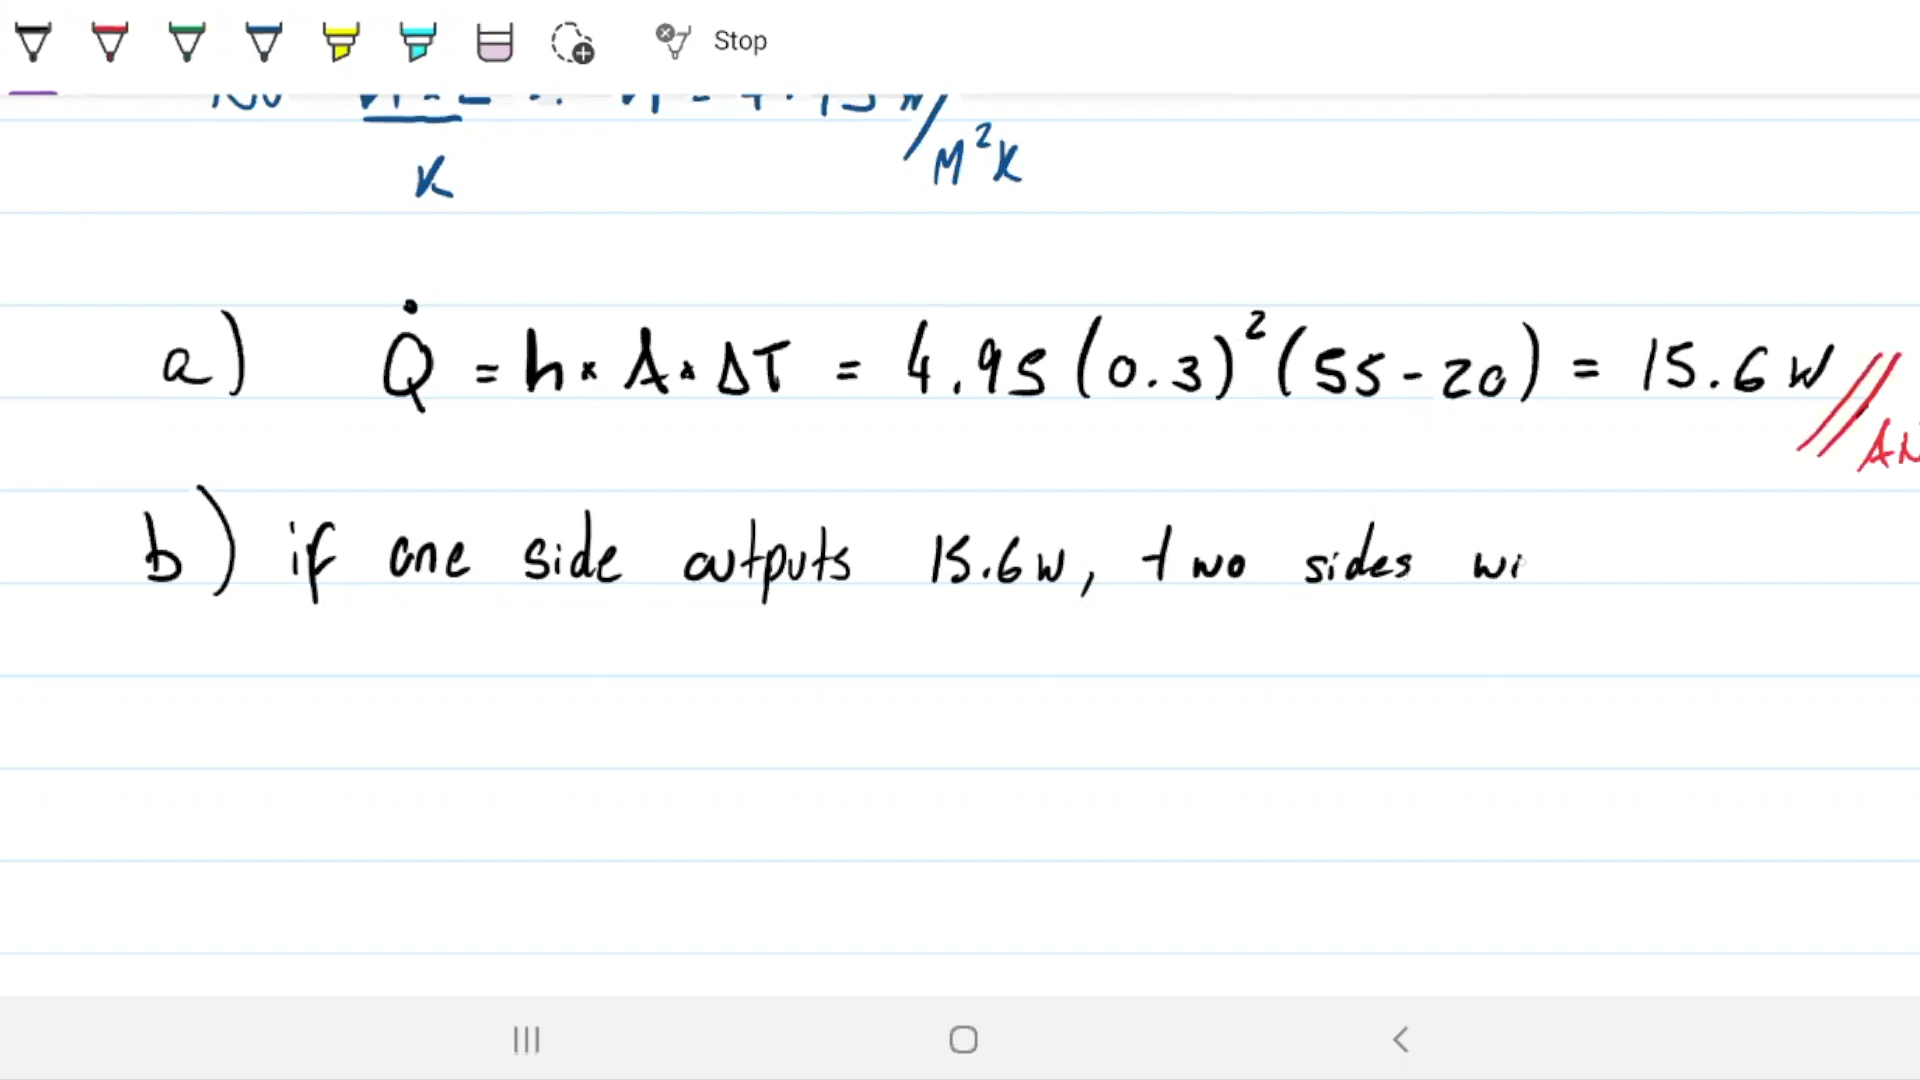 Stop
K M²K
a) Q̇ = h × A × ΔT = 4.95 (0.3)² (55 - 20) = 15.6 W
b) if one side outputs 15.6 W, two sides wi